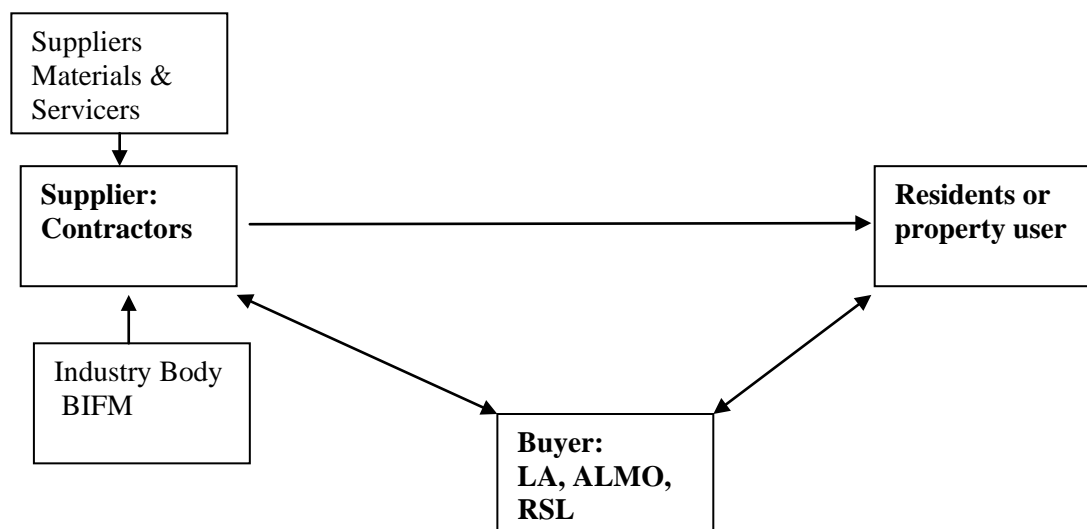 Suppliers
Materials &
Servicers
Supplier:
Contractors
Residents or
property user
Industry Body
BIFM
Buyer:
LA, ALMO,
RSL